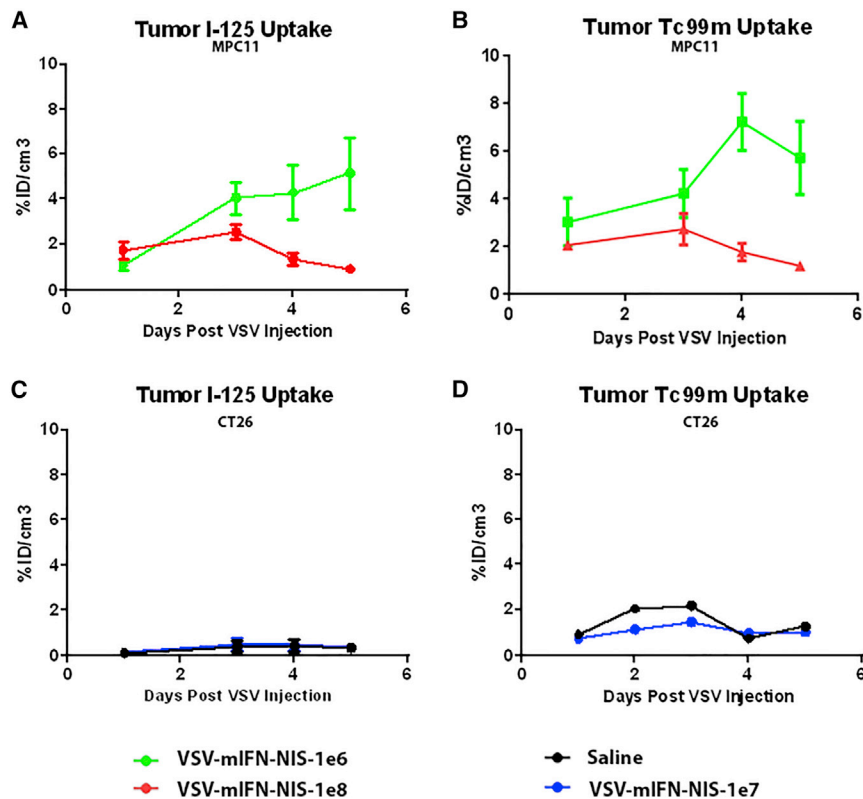 A
Tumor I-125 Uptake
MPC11
%ID/cm3
10
8
6
4
2
0
0 2 4 6
Days Post VSV Injection
B
Tumor Tc99m Uptake
MPC11
%ID/cm3
10
8
6
4
2
0
0 2 4 6
Days Post VSV Injection
C
Tumor I-125 Uptake
CT26
%ID/cm3
10
8
6
4
2
0
0 2 4 6
Days Post VSV Injection
D
Tumor Tc99m Uptake
CT26
%ID/cm3
10
8
6
4
2
0
0 2 4 6
Days Post VSV Injection
VSV-mIFN-NIS-1e6
VSV-mIFN-NIS-1e8
Saline
VSV-mIFN-NIS-1e7